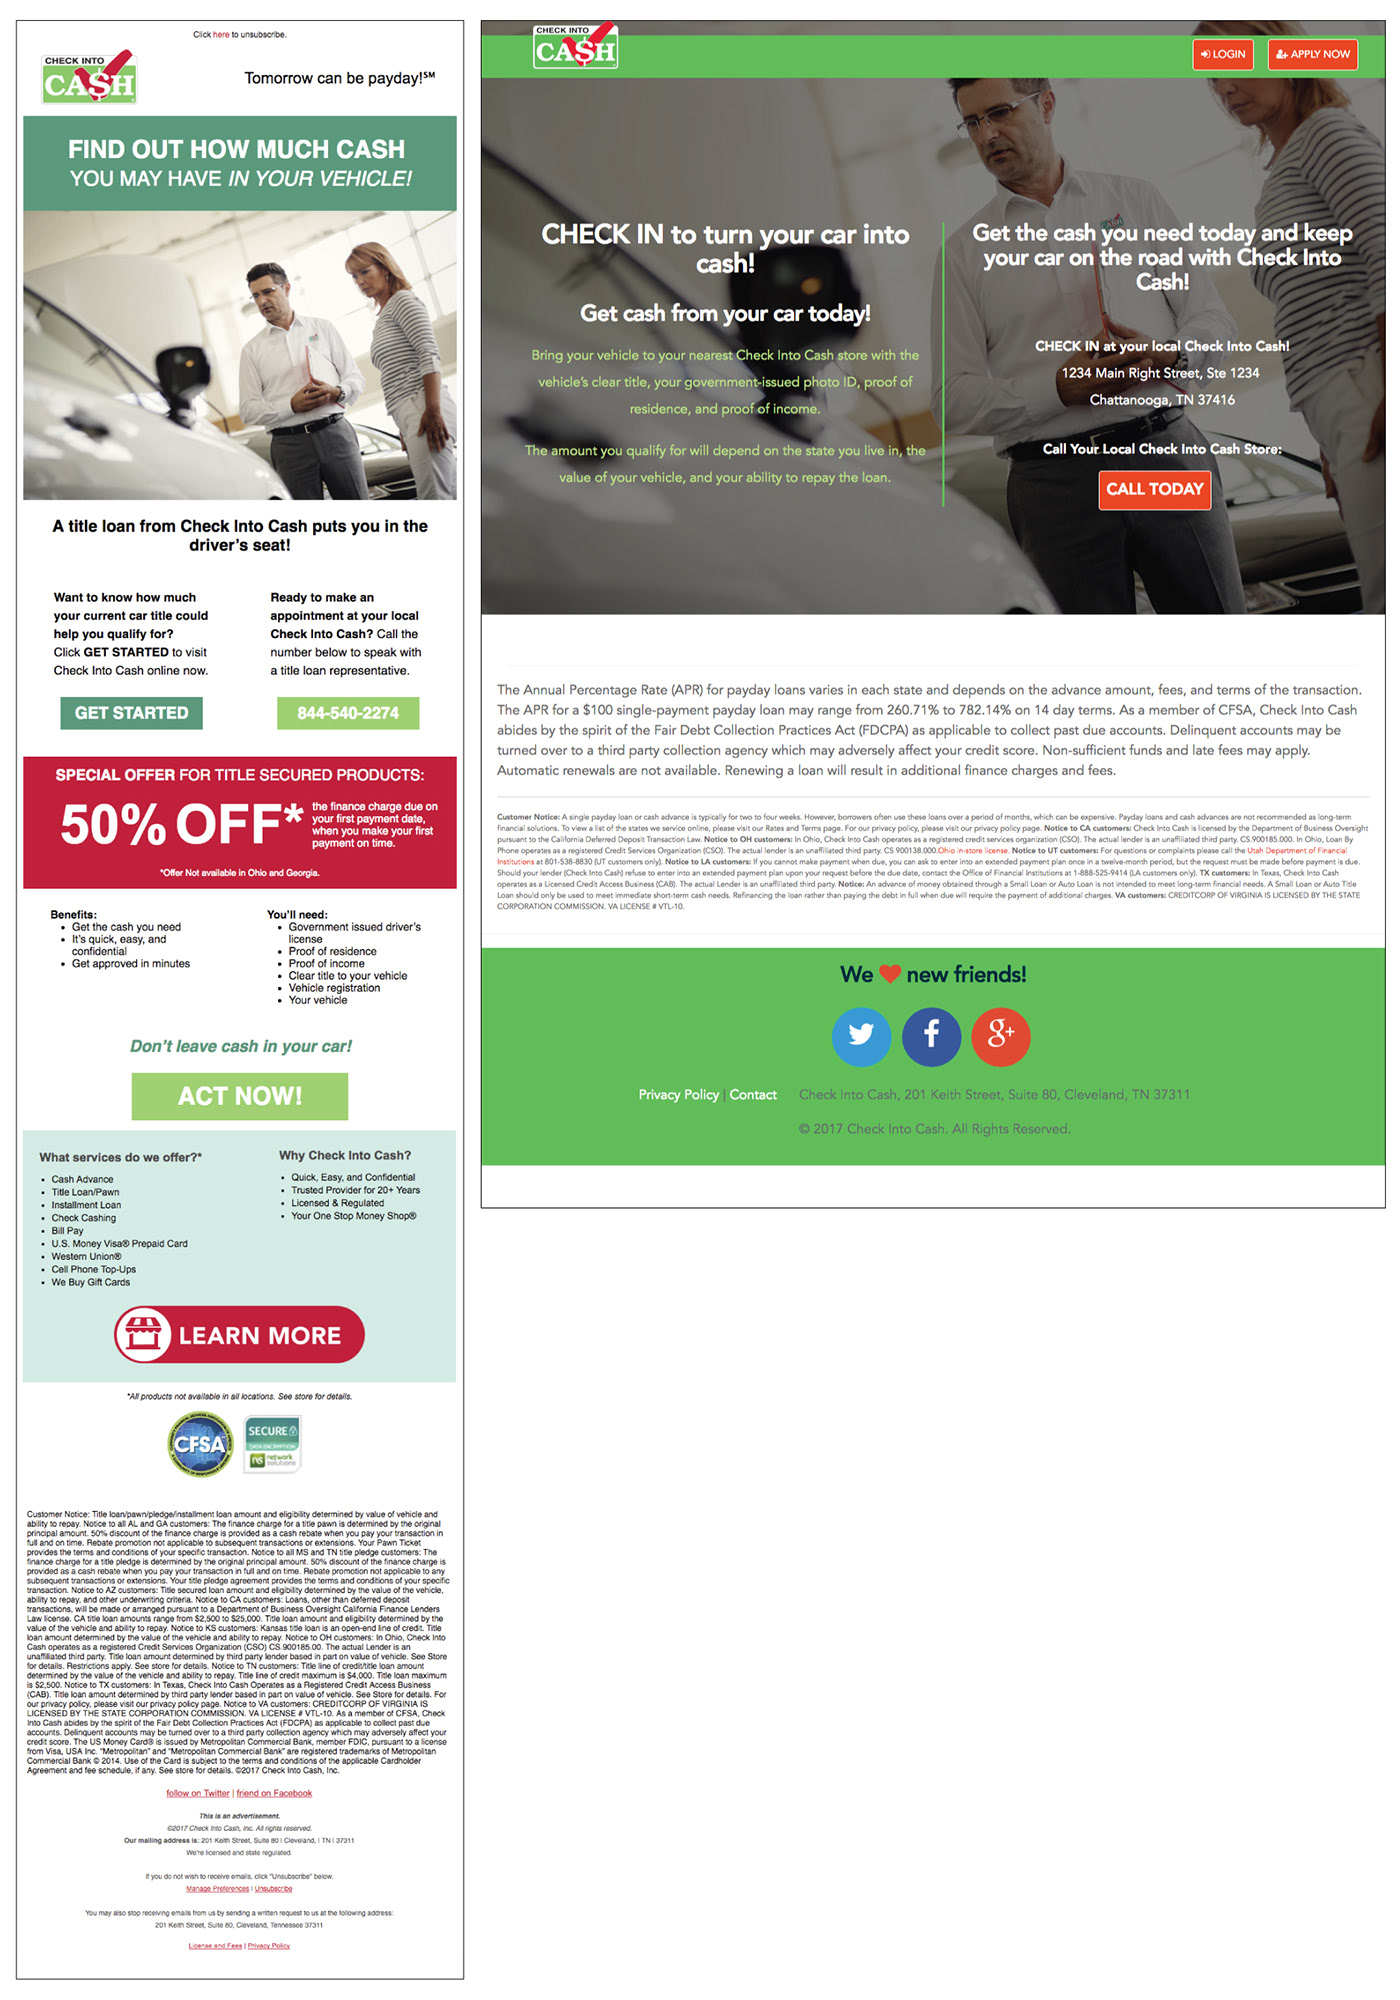 Click here to unsubscribe.
CHECK INTO
CA$H
Tomorrow can be payday!℠
FIND OUT HOW MUCH CASH
YOU MAY HAVE IN YOUR VEHICLE!
A title loan from Check Into Cash puts you in the
driver's seat!
Want to know how much
your current car title could
help you qualify for?
Click GET STARTED to visit
Check Into Cash online now.
GET STARTED
Ready to make an
appointment at your local
Check Into Cash? Call the
number below to speak with
a title loan representative.
844-540-2274
SPECIAL OFFER FOR TITLE SECURED PRODUCTS:
50% OFF*
the finance charge due on
your first payment date,
when you make your first
payment on time.
*Offer Not available in Ohio and Georgia.
Benefits:
• Get the cash you need
• It's quick, easy, and
confidential
• Get approved in minutes
You'll need:
• Government issued driver's
license
• Proof of residence
• Proof of income
• Clear title to your vehicle
• Vehicle registration
• Your vehicle
Don't leave cash in your car!
ACT NOW!
What services do we offer?*
• Cash Advance
• Title Loan/Pawn
• Installment Loan
• Check Cashing
• Bill Pay
• U.S. Money Visa® Prepaid Card
• Western Union®
• Cell Phone Top-Ups
• We Buy Gift Cards
Why Check Into Cash?
• Quick, Easy, and Confidential
• Trusted Provider for 20+ Years
• Licensed & Regulated
• Your One Stop Money Shop®
LEARN MORE
*All products not available in all locations. See store for details.
CFSA
SECURE
DATA ENCRYPTION
ns network
solutions
Customer Notice: Title loan/pawn/pledge/installment loan amount and eligibility determined by value of vehicle and
ability to repay. Notice to all AL and GA customers: The finance charge for a title pawn is determined by the original
principal amount. 50% discount of the finance charge is provided as a cash rebate when you pay your transaction in
full and on time. Rebate promotion not applicable to subsequent transactions or extensions. Your Pawn Ticket
provides the terms and conditions of your specific transaction. Notice to all MS and TN title pledge customers: The
finance charge for a title pledge is determined by the original principal amount. 50% discount of the finance charge is
provided as a cash rebate when you pay your transaction in full and on time. Rebate promotion not applicable to any
subsequent transactions or extensions. Your title pledge agreement provides the terms and conditions of your specific
transaction. Notice to AZ customers: Title secured loan amount and eligibility determined by the value of the vehicle,
ability to repay, and other underwriting criteria. Notice to CA customers: Loans, other than deferred deposit
transactions, will be made or arranged pursuant to a Department of Business Oversight California Finance Lenders
Law license. CA title loan amounts range from $2,500 to $25,000. Title loan amount and eligibility determined by the
value of the vehicle and ability to repay. Notice to KS customers: Kansas title loan is an open-end line of credit. Title
loan amount determined by the value of the vehicle and ability to repay. Notice to OH customers: In Ohio, Check Into
Cash operates as a registered Credit Services Organization (CSO) CS.900185.00. The actual Lender is an
unaffiliated third party. Title loan amount determined by third party lender based in part on value of vehicle. See Store
for details. Restrictions apply. See store for details. Notice to TN customers: Title line of credit/title loan amount
determined by the value of the vehicle and ability to repay. Title line of credit maximum is $4,000. Title loan maximum
is $2,500. Notice to TX customers: In Texas, Check Into Cash Operates as a Registered Credit Access Business
(CAB). Title loan amount determined by third party lender based in part on value of vehicle. See Store for details. For
our privacy policy, please visit our privacy policy page. Notice to VA customers: CREDITCORP OF VIRGINIA IS
LICENSED BY THE STATE CORPORATION COMMISSION. VA LICENSE # VTL-10. As a member of CFSA, Check
Into Cash abides by the spirit of the Fair Debt Collection Practices Act (FDCPA) as applicable to collect past due
accounts. Delinquent accounts may be turned over to a third party collection agency which may adversely affect your
credit score. The US Money Card® is issued by Metropolitan Commercial Bank, member FDIC, pursuant to a license
from Visa, USA Inc. "Metropolitan" and "Metropolitan Commercial Bank" are registered trademarks of Metropolitan
Commercial Bank © 2014. Use of the Card is subject to the terms and conditions of the applicable Cardholder
Agreement and fee schedule, if any. See store for details. ©2017 Check Into Cash, Inc.
follow on Twitter | friend on Facebook
This is an advertisement.
©2017 Check Into Cash, Inc. All rights reserved.
Our mailing address is: 201 Keith Street, Suite 80 | Cleveland, | TN | 37311
We're licensed and state regulated.
If you do not wish to receive emails, click "Unsubscribe" below.
Manage Preferences | Unsubscribe
You may also stop receiving emails from us by sending a written request to us at the following address:
201 Keith Street, Suite 80, Cleveland, Tennessee 37311
License and Fees | Privacy Policy
CHECK INTO
CA$H
LOGIN
APPLY NOW
CHECK IN to turn your car into
cash!
Get cash from your car today!
Bring your vehicle to your nearest Check Into Cash store with the
vehicle's clear title, your government-issued photo ID, proof of
residence, and proof of income.
The amount you qualify for will depend on the state you live in, the
value of your vehicle, and your ability to repay the loan.
Get the cash you need today and keep
your car on the road with Check Into
Cash!
CHECK IN at your local Check Into Cash!
1234 Main Right Street, Ste 1234
Chattanooga, TN 37416
Call Your Local Check Into Cash Store:
CALL TODAY
The Annual Percentage Rate (APR) for payday loans varies in each state and depends on the advance amount, fees, and terms of the transaction.
The APR for a $100 single-payment payday loan may range from 260.71% to 782.14% on 14 day terms. As a member of CFSA, Check Into Cash
abides by the spirit of the Fair Debt Collection Practices Act (FDCPA) as applicable to collect past due accounts. Delinquent accounts may be
turned over to a third party collection agency which may adversely affect your credit score. Non-sufficient funds and late fees may apply.
Automatic renewals are not available. Renewing a loan will result in additional finance charges and fees.
Customer Notice: A single payday loan or cash advance is typically for two to four weeks. However, borrowers often use these loans over a period of months, which can be expensive. Payday loans and cash advances are not recommended as long-term
financial solutions. To view a list of the states we service online, please visit our Rates and Terms page. For our privacy policy, please visit our privacy policy page. Notice to CA customers: Check Into Cash is licensed by the Department of Business Oversight
pursuant to the California Deferred Deposit Transaction Law. Notice to OH customers: In Ohio, Check Into Cash operates as a registered credit services organization (CSO). The actual lender is an unaffiliated third party. CS.900185.000. In Ohio, Loan By
Phone operates as a registered Credit Services Organization (CSO). The actual lender is an unaffiliated third party. CS 900138.000.Ohio in-store license. Notice to UT customers: For questions or complaints please call the Utah Department of Financial
Institutions at 801-538-8830 (UT customers only). Notice to LA customers: If you cannot make payment when due, you can ask to enter into an extended payment plan once in a twelve-month period, but the request must be made before payment is due.
Should your lender (Check Into Cash) refuse to enter into an extended payment plan upon your request before the due date, contact the Office of Financial Institutions at 1-888-525-9414 (LA customers only). TX customers: In Texas, Check Into Cash
operates as a Licensed Credit Access Business (CAB). The actual Lender is an unaffiliated third party. Notice: An advance of money obtained through a Small Loan or Auto Loan is not intended to meet long-term financial needs. A Small Loan or Auto Title
Loan should only be used to meet immediate short-term cash needs. Refinancing the loan rather than paying the debt in full when due will require the payment of additional charges. VA customers: CREDITCORP OF VIRGINIA IS LICENSED BY THE STATE
CORPORATION COMMISSION. VA LICENSE # VTL-10.
We ♥ new friends!
Privacy Policy | Contact
Check Into Cash, 201 Keith Street, Suite 80, Cleveland, TN 37311
© 2017 Check Into Cash. All Rights Reserved.